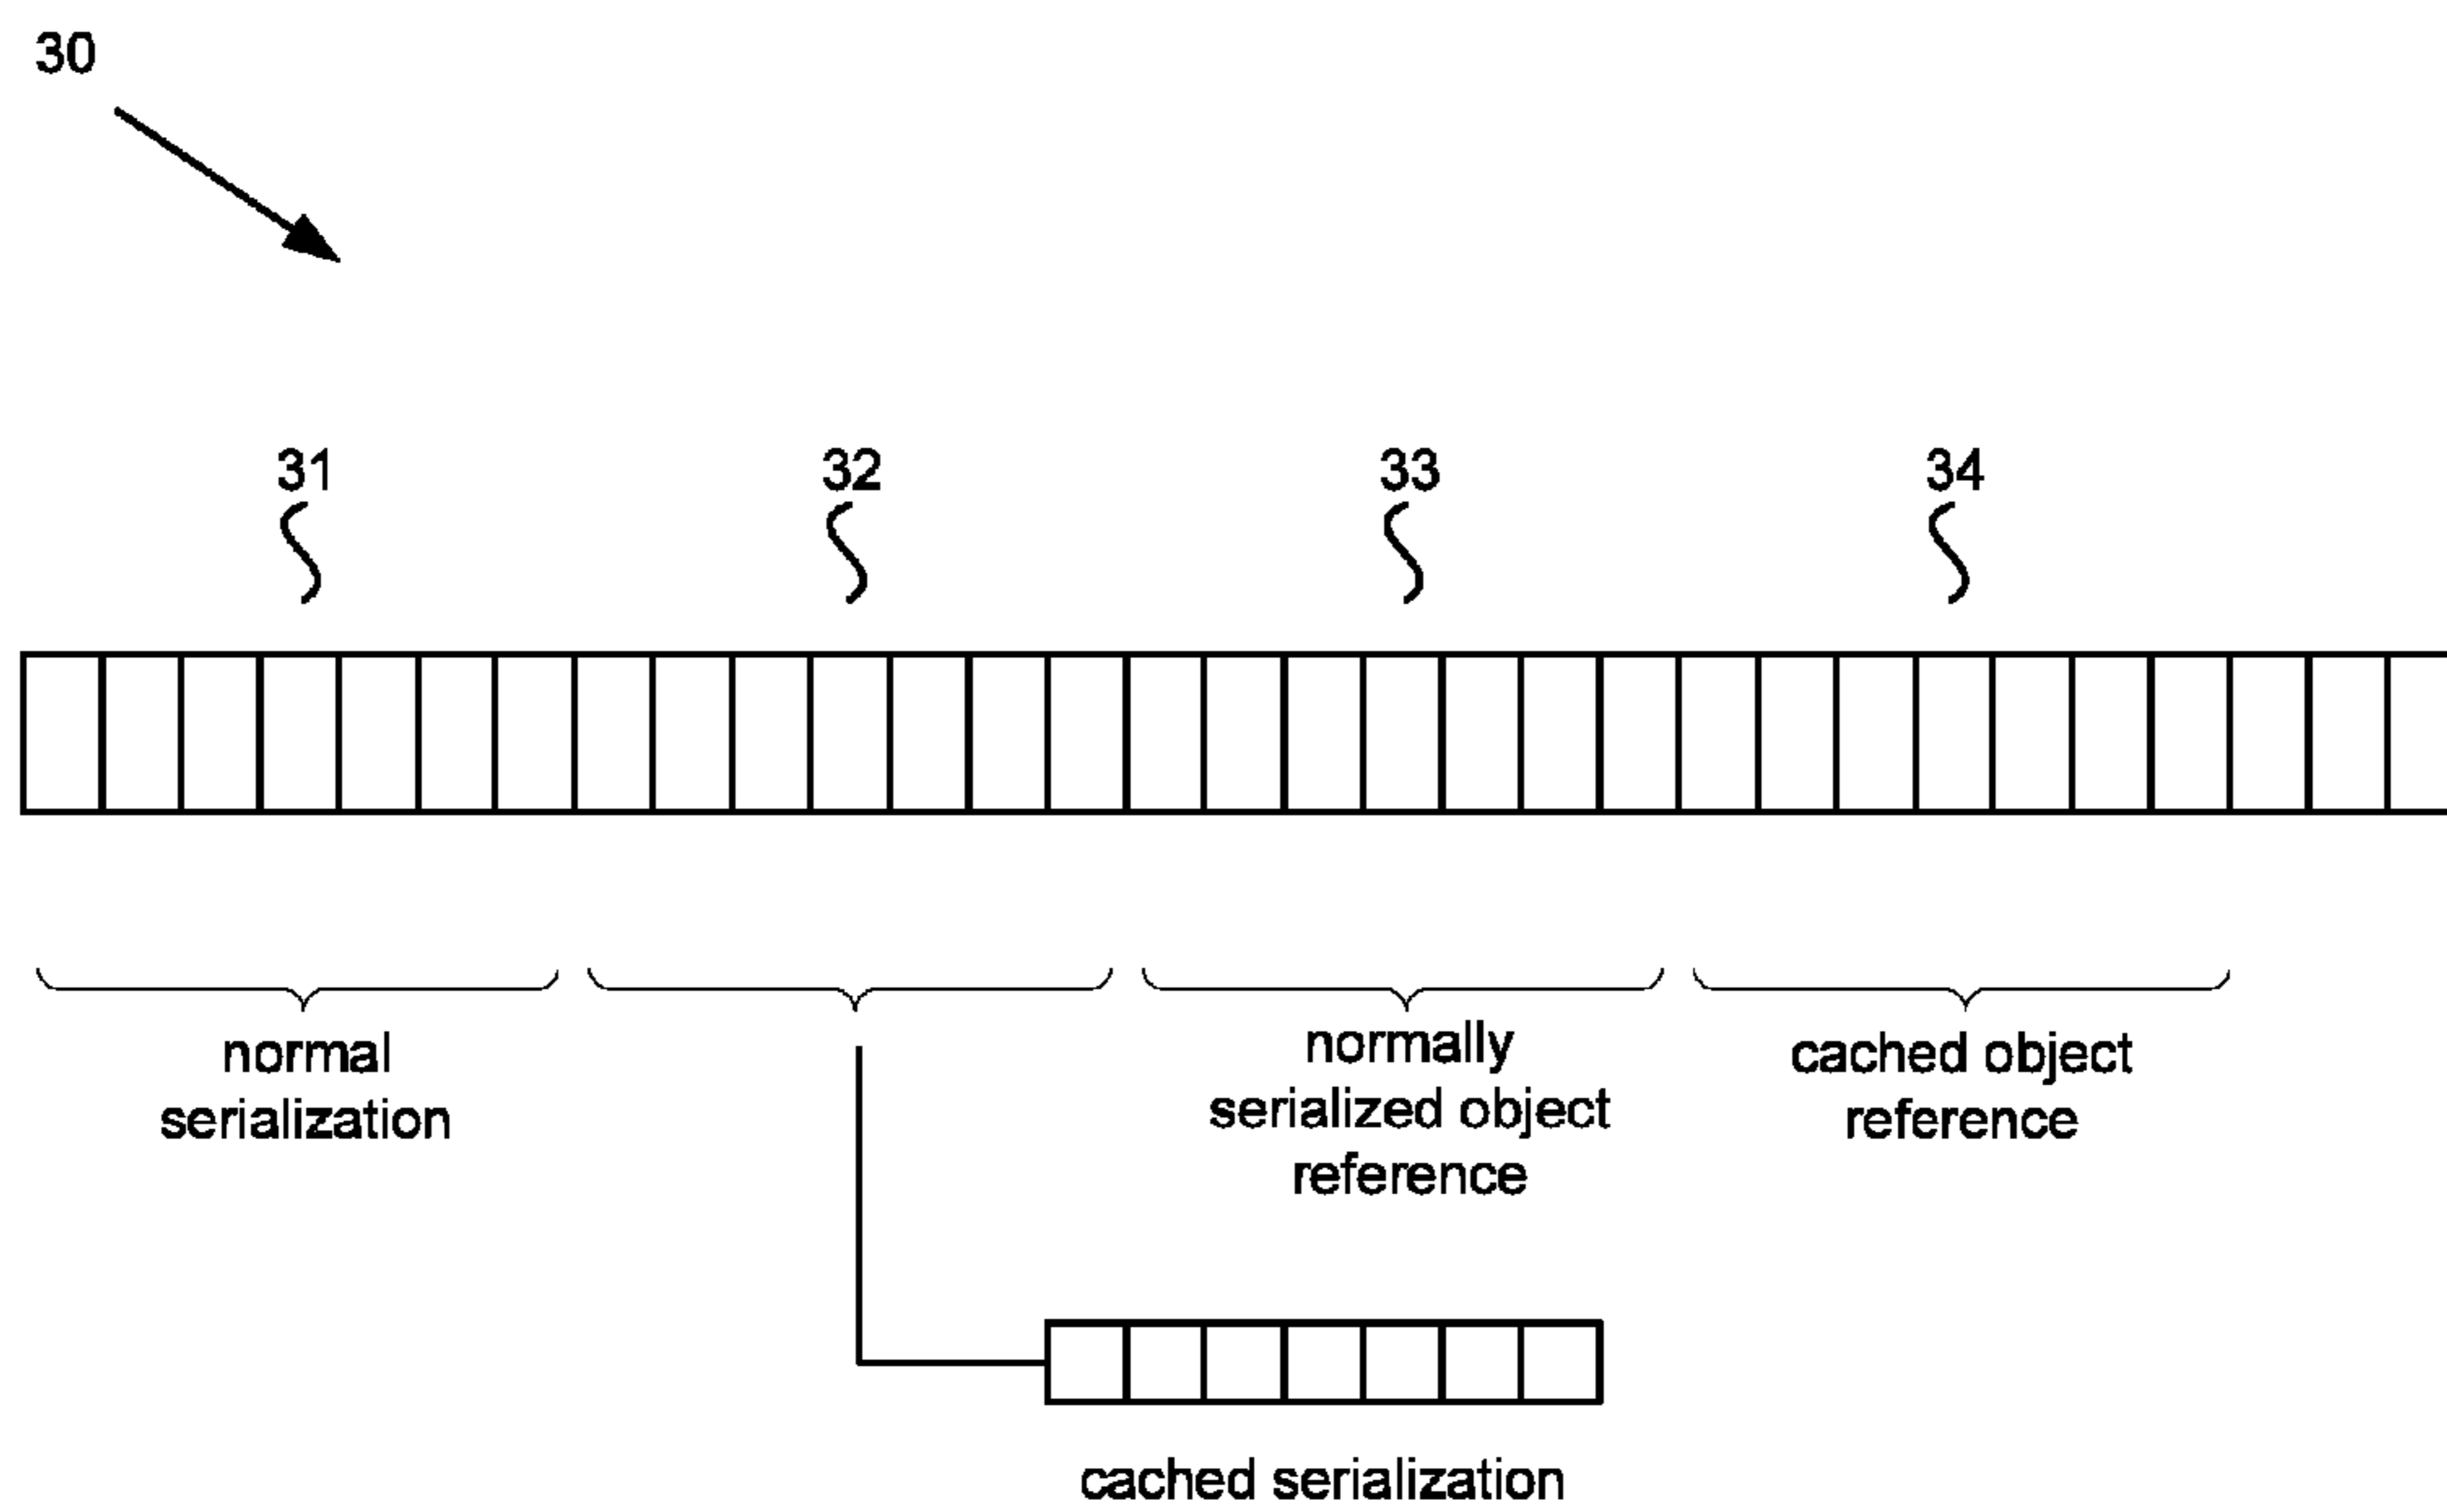 30
31
32
33
34
normal
serialization
normally
serialized object
reference
cached object
reference
cached serialization